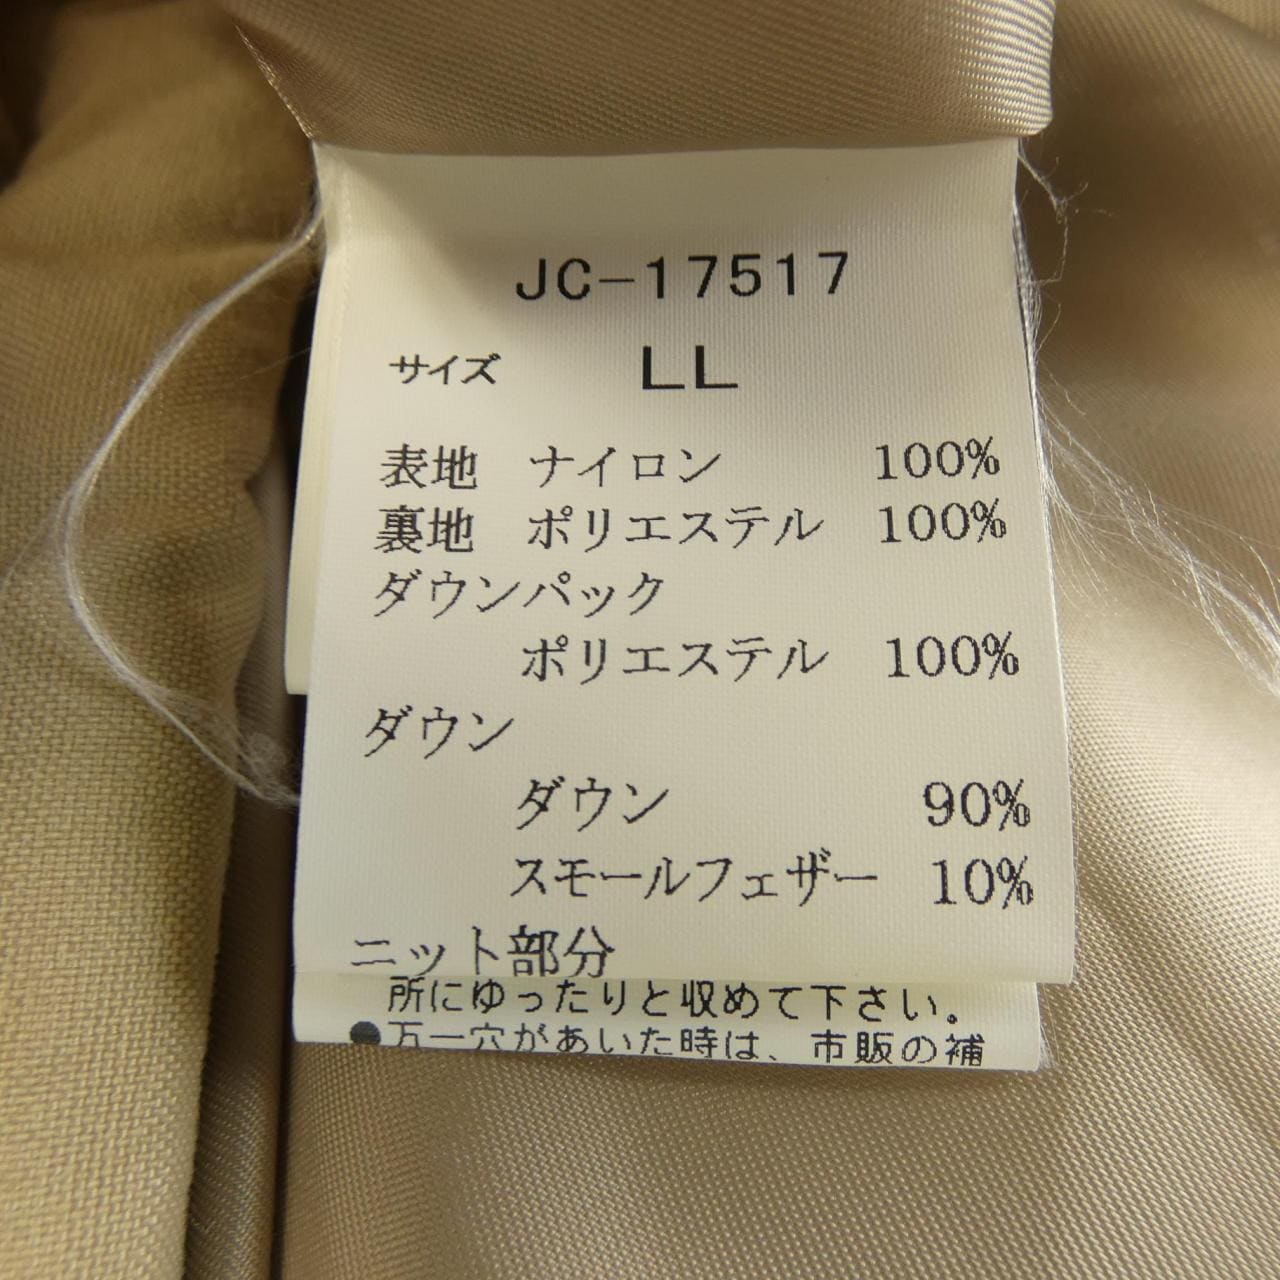 JC-17517
サイズ LL
表地 ナイロン 100%
裏地 ポリエステル 100%
ダウンパック
ポリエステル 100%
ダウン
ダウン 90%
スモールフェザー 10%
ニット部分
所にゆったりと収めて下さい。
●万一穴があいた時は、市販の補